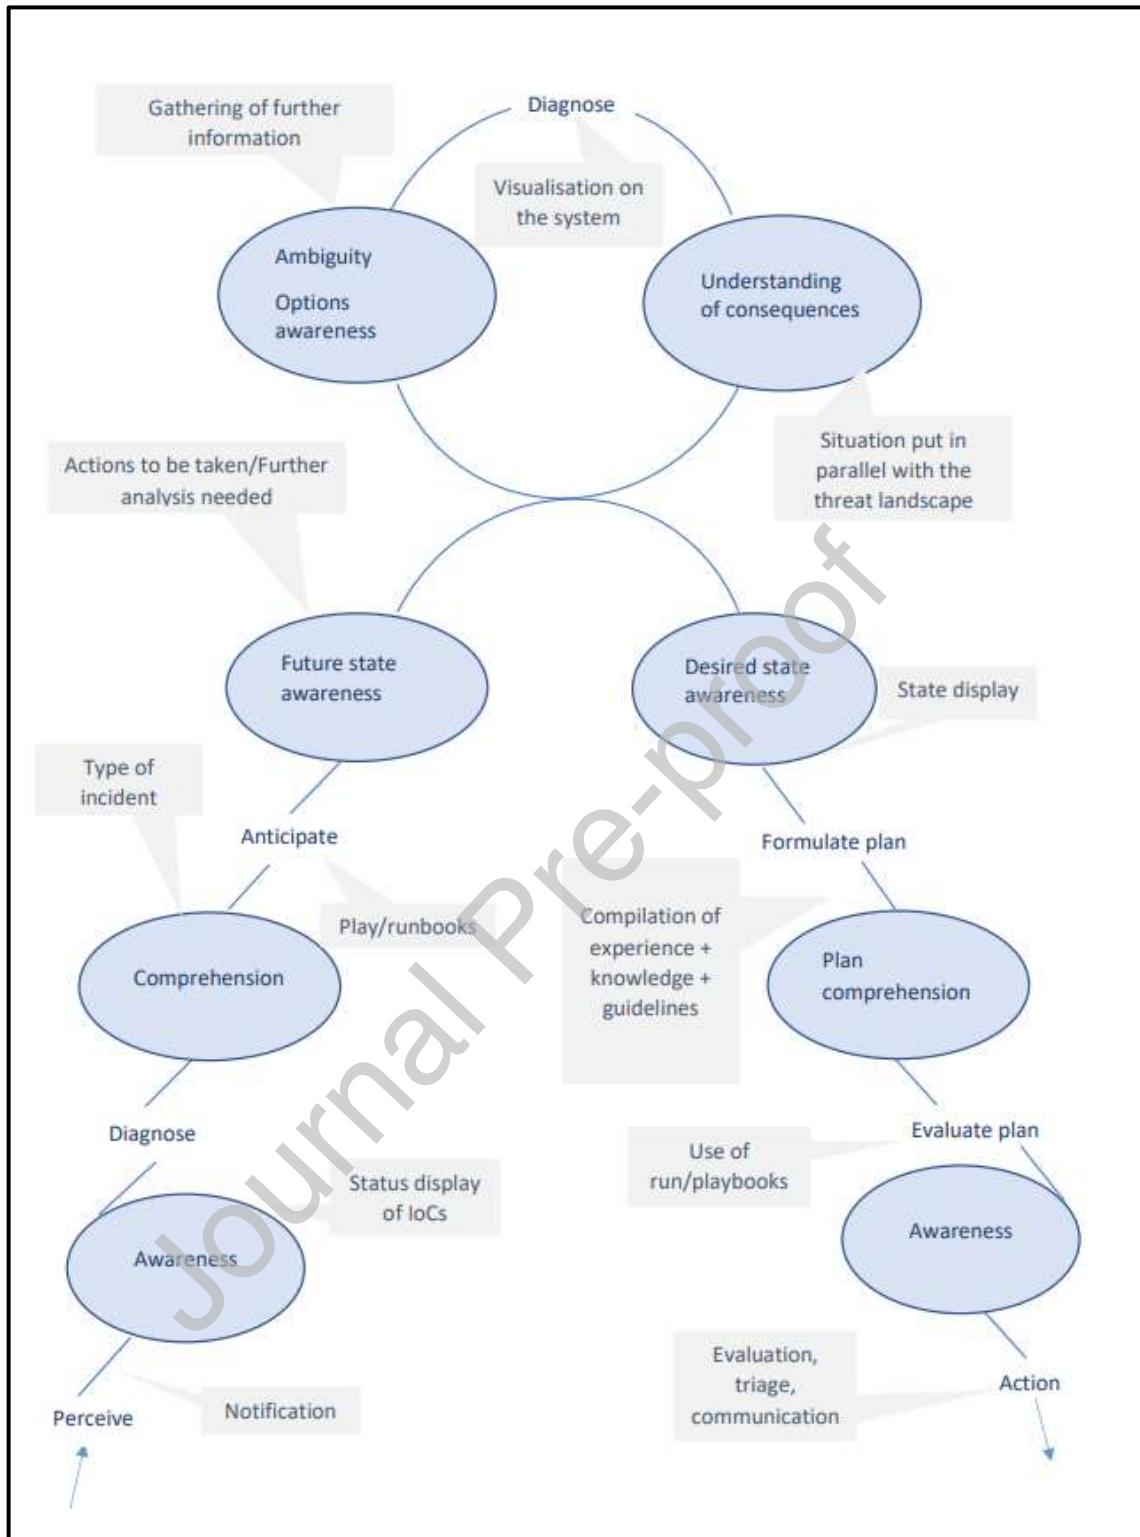 Diagnose
Gathering of further
information
Visualisation on
the system
Ambiguity
Options
awareness
Understanding
of consequences
Actions to be taken/Further
analysis needed
Situation put in
parallel with the
threat landscape
Future state
awareness
Desired state
awareness
State display
Type of
incident
Anticipate
Formulate plan
Play/runbooks
Compilation of
experience +
knowledge +
guidelines
Comprehension
Plan
comprehension
Diagnose
Evaluate plan
Use of
run/playbooks
Status display
of IoCs
Awareness
Awareness
Evaluation,
triage,
communication
Action
Notification
Perceive
Journal Pre-proof